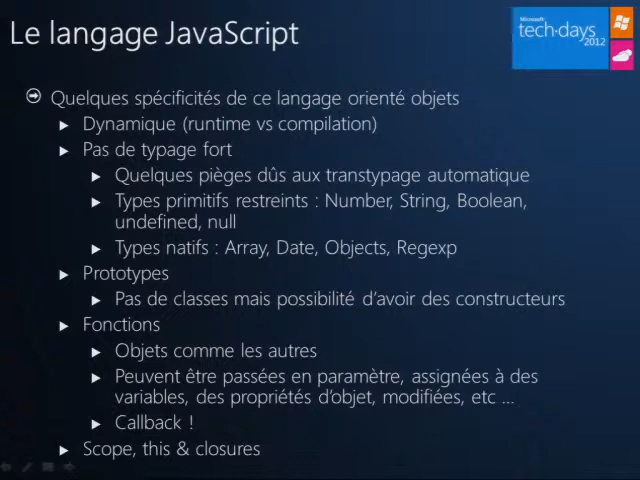 Le langage JavaScript
Microsoft
tech·days
2012
Quelques spécificités de ce langage orienté objets
Dynamique (runtime vs compilation)
Pas de typage fort
Quelques pièges dûs aux transtypage automatique
Types primitifs restreints : Number, String, Boolean,
undefined, null
Types natifs : Array, Date, Objects, Regexp
Prototypes
Pas de classes mais possibilité d'avoir des constructeurs
Fonctions
Objets comme les autres
Peuvent être passées en paramètre, assignées à des
variables, des propriétés d'objet, modifiées, etc ...
Callback !
Scope, this & closures